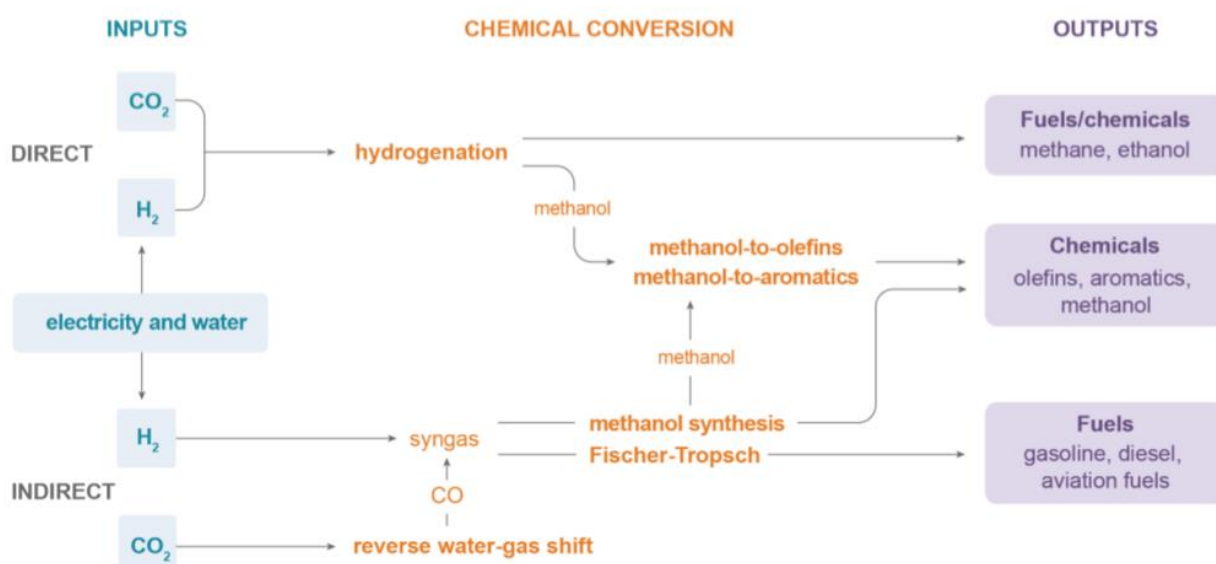 INPUTS
CHEMICAL CONVERSION
OUTPUTS
CO₂
DIRECT
H₂
hydrogenation
methanol
Fuels/chemicals
methane, ethanol
methanol-to-olefins
methanol-to-aromatics
Chemicals
olefins, aromatics,
methanol
electricity and water
methanol
H₂
syngas
methanol synthesis
Fischer-Tropsch
Fuels
gasoline, diesel,
aviation fuels
INDIRECT
CO
CO₂
reverse water-gas shift